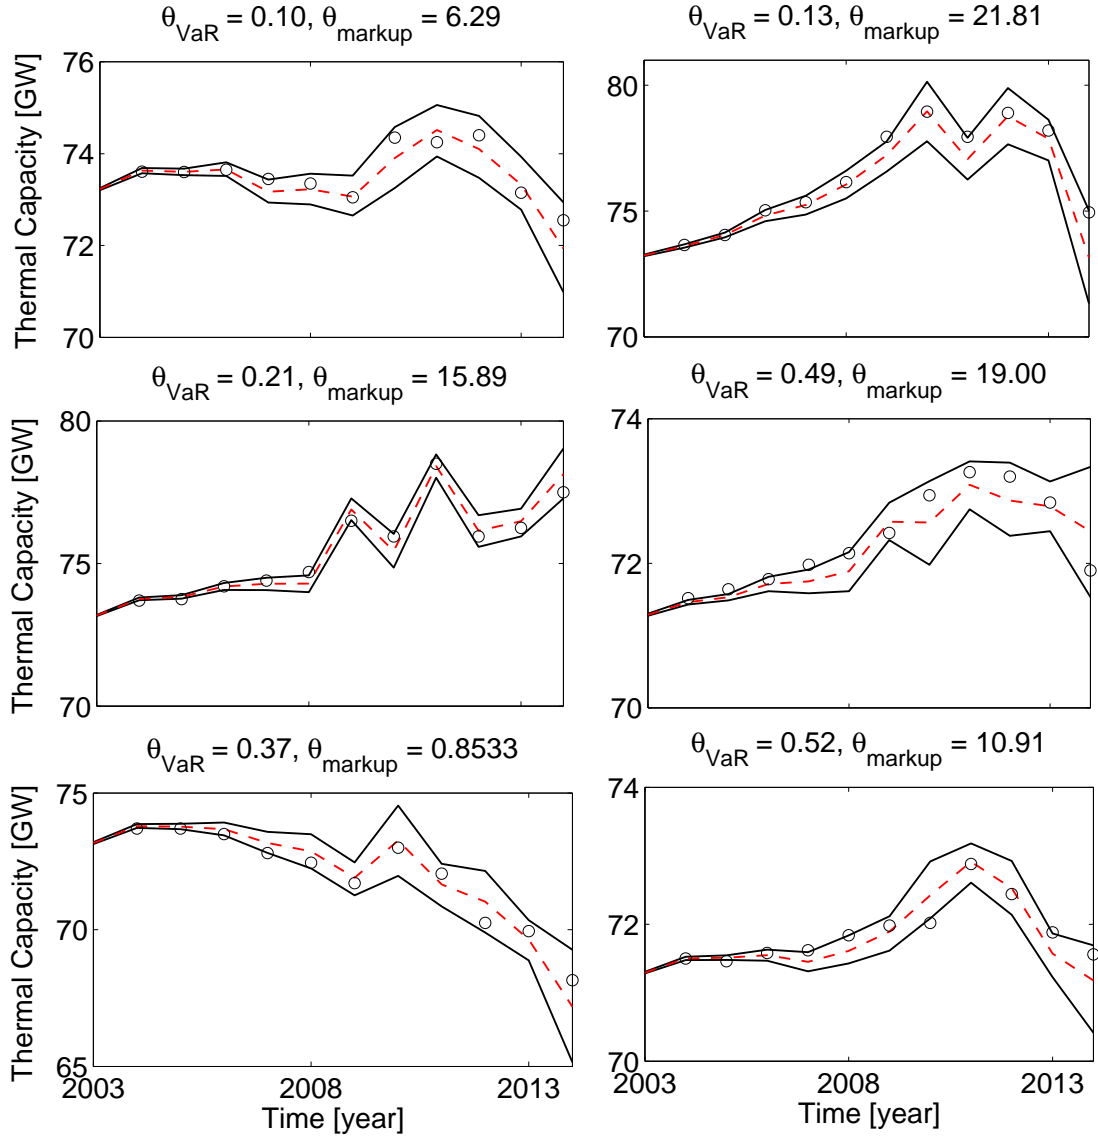 θVaR = 0.10, θmarkup = 6.29
θVaR = 0.13, θmarkup = 21.81
Thermal Capacity [GW]
76
74
72
70
80
75
70
θVaR = 0.21, θmarkup = 15.89
θVaR = 0.49, θmarkup = 19.00
Thermal Capacity [GW]
80
75
70
74
72
70
θVaR = 0.37, θmarkup = 0.8533
θVaR = 0.52, θmarkup = 10.91
Thermal Capacity [GW]
75
70
65
2003 2008 2013
Time [year]
74
72
70
2003 2008 2013
Time [year]